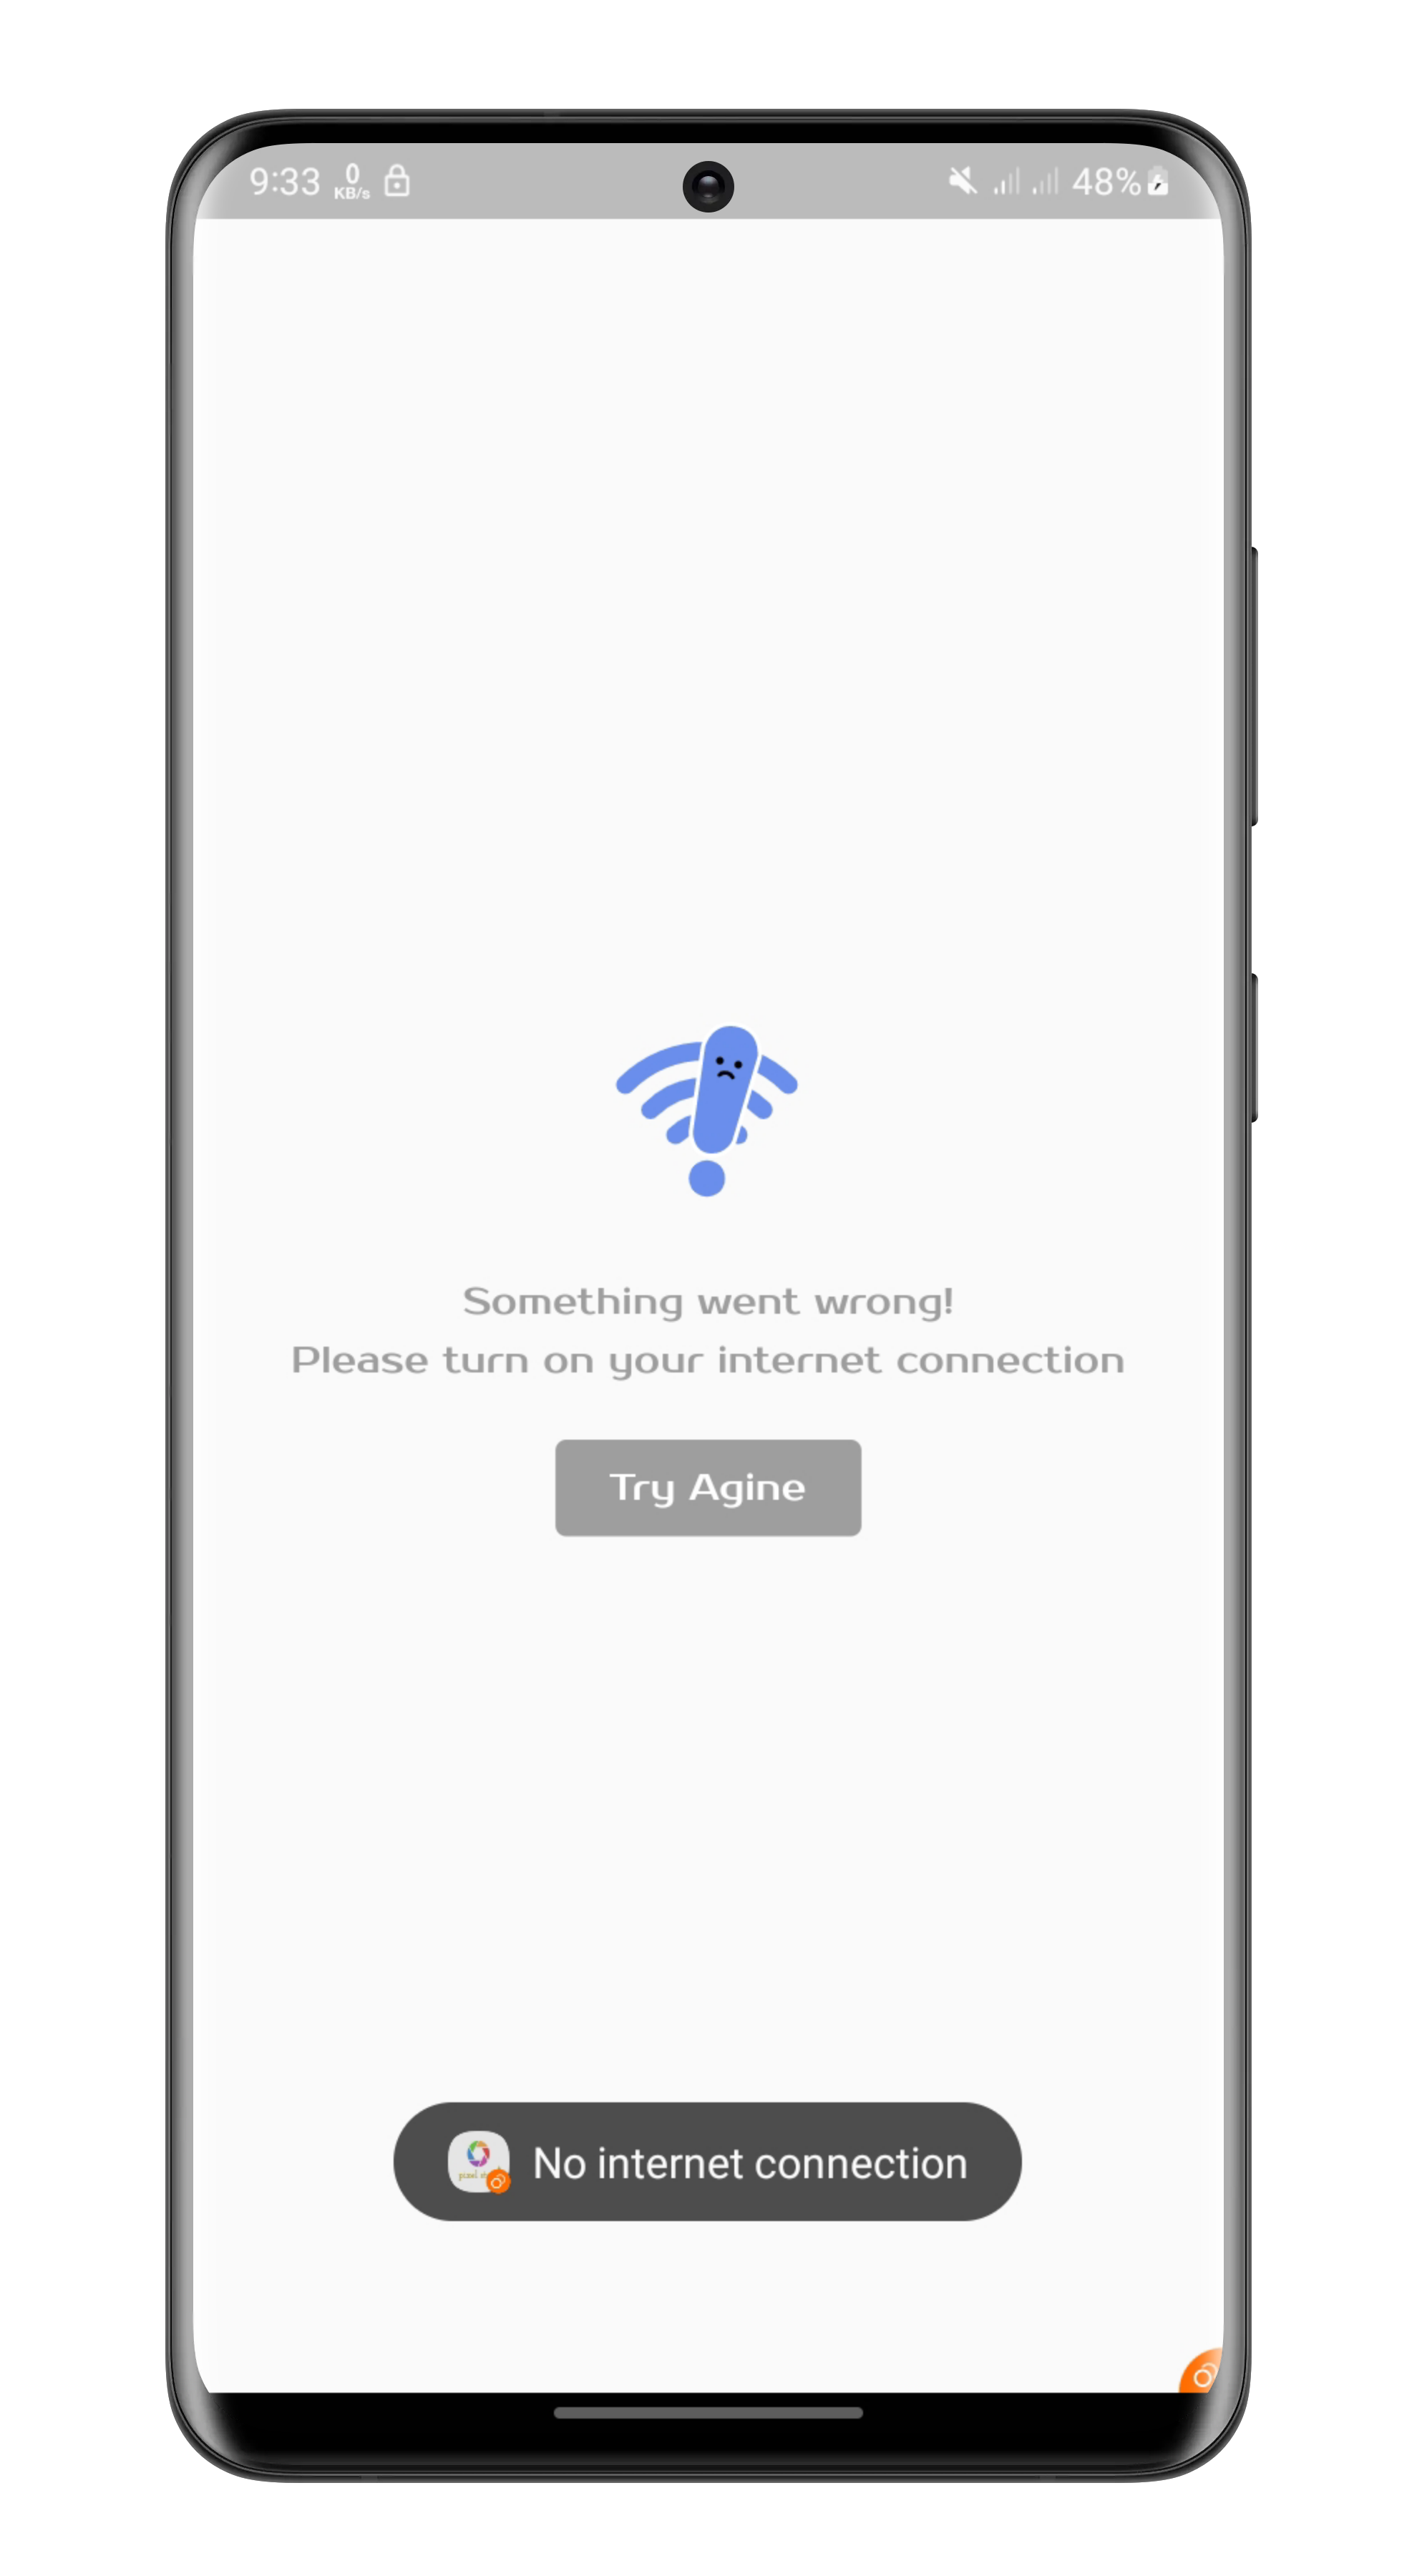 9:33
0
KB/s
48%
Something went wrong!
Please turn on your internet connection
Try Agine
No internet connection
pixel